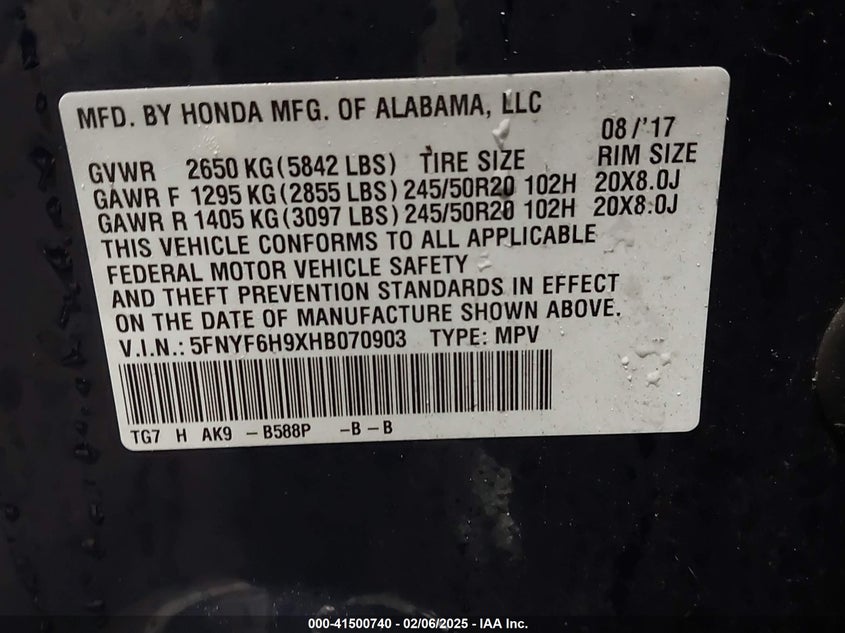 MFD. BY HONDA MFG. OF ALABAMA, LLC
08/'17
GVWR 2650 KG(5842 LBS) TIRE SIZE RIM SIZE
GAWR F 1295 KG(2855 LBS) 245/50R20 102H 20X8.0J
GAWR R 1405 KG(3097 LBS) 245/50R20 102H 20X8.0J
THIS VEHICLE CONFORMS TO ALL APPLICABLE
FEDERAL MOTOR VEHICLE SAFETY
AND THEFT PREVENTION STANDARDS IN EFFECT
ON THE DATE OF MANUFACTURE SHOWN ABOVE.
V.I.N.: 5FNYF6H9XHB070903 TYPE: MPV
TG7 H AK9 -B588P -B-B
000-41500740 - 02/06/2025 - IAA Inc.